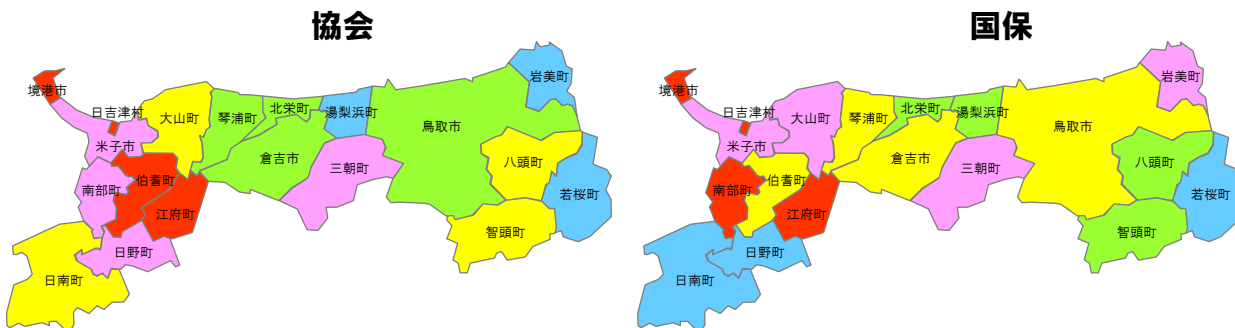 協会
岩美町
境港市
日吉津村
大山町
琴浦町
北栄町
湯梨浜町
鳥取市
米子市
倉吉市
三朝町
八頭町
南部町
伯耆町
若桜町
江府町
智頭町
日野町
日南町
国保
岩美町
境港市
日吉津村
大山町
琴浦町
北栄町
湯梨浜町
鳥取市
米子市
倉吉市
三朝町
八頭町
南部町
伯耆町
若桜町
江府町
智頭町
日野町
日南町